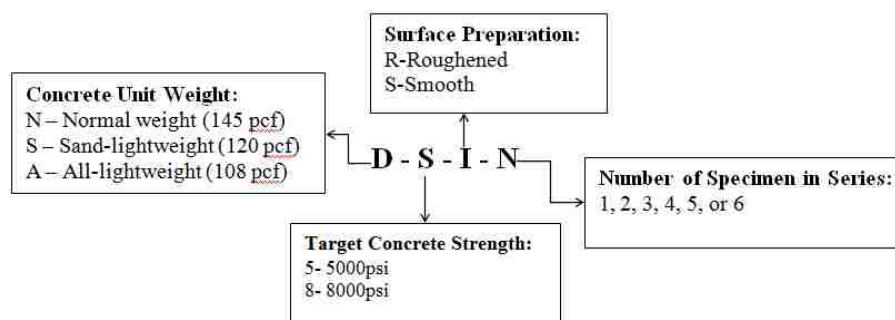 Surface Preparation:
R-Roughened
S-Smooth
Concrete Unit Weight:
N – Normal weight (145 pcf)
S – Sand-lightweight (120 pcf)
A – All-lightweight (108 pcf)
D - S - I - N
Number of Specimen in Series:
1, 2, 3, 4, 5, or 6
Target Concrete Strength:
5- 5000psi
8- 8000psi